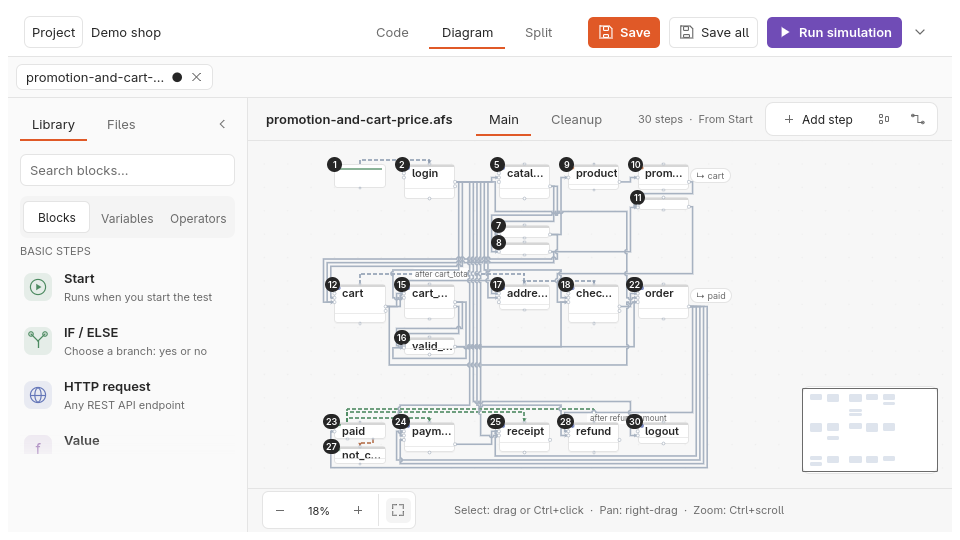 Project Demo shop Code Diagram Split Save Save all Run simulation
promotion-and-cart-...
Library Files
promotion-and-cart-price.afs Main Cleanup 30 steps · From Start Add step
Search blocks...
Blocks Variables Operators
BASIC STEPS
Start
Runs when you start the test
IF / ELSE
Choose a branch: yes or no
HTTP request
Any REST API endpoint
Value
1 2 login 5 catal... 9 product 10 prom... ↳ cart
11
7
8
after cart_tota
12 cart 15 cart_... 17 addre... 18 chec... 22 order ↳ paid
16 valid_...
after refun mount
23 paid 24 paym... 25 receipt 28 refund 30 logout
27 not_c...
18%
Select: drag or Ctrl+click · Pan: right-drag · Zoom: Ctrl+scroll